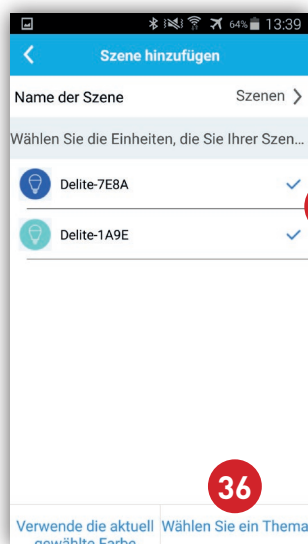 64% 13:39
Szene hinzufügen
Name der Szene Szenen
Wählen Sie die Einheiten, die Sie Ihrer Szen...
Delite-7E8A
Delite-1A9E
36
Verwende die aktuell Wählen Sie ein Thema
gewählte Farbe